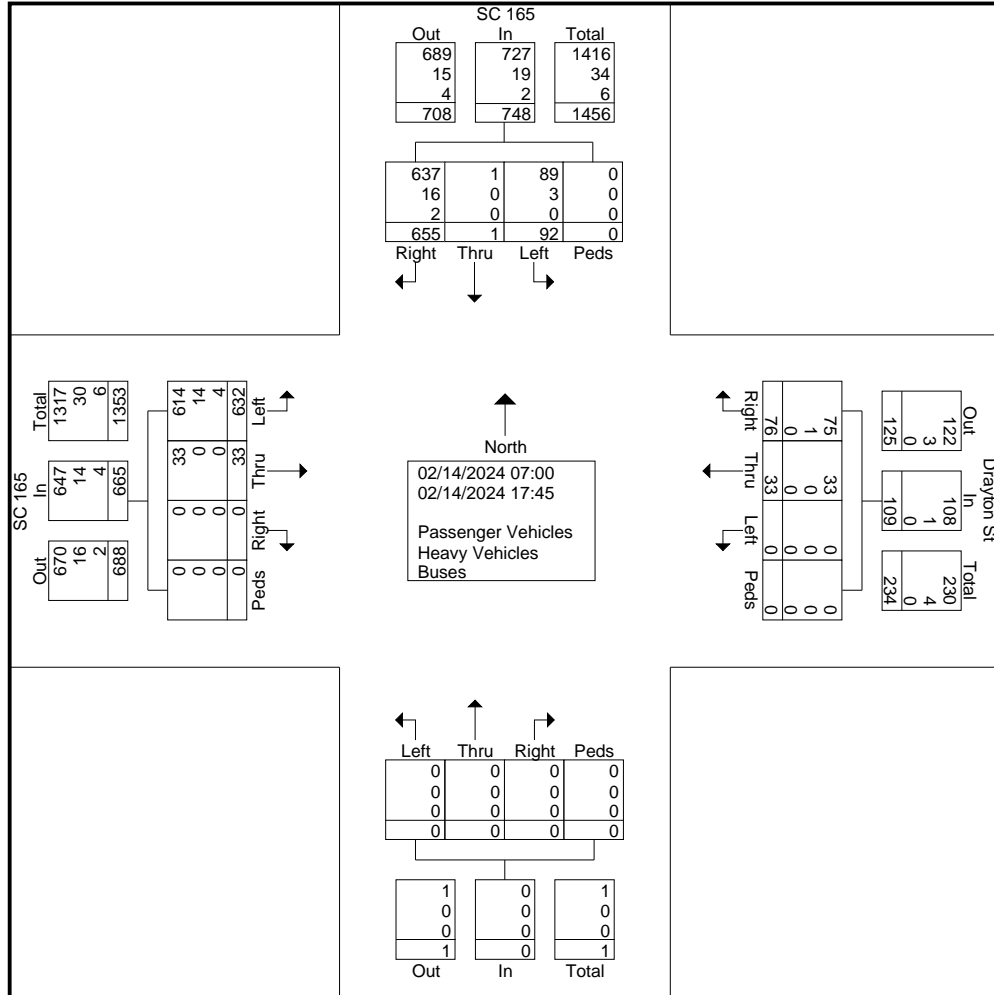 SC 165
Out In Total
689 727 1416
15 19 34
4 2 6
708 748 1456
637 1 89 0
16 0 3 0
2 0 0 0
655 1 92 0
Right Thru Left Peds
SC 165
Total In Out
1317 647 670
30 14 16
6 4 2
1353 665 688
Left Thru Right Peds
614 33 0 0
14 0 0 0
4 0 0 0
632 33 0 0
North
02/14/2024 07:00
02/14/2024 17:45
Passenger Vehicles
Heavy Vehicles
Buses
Right Thru Left Peds
75 33 0 0
1 0 0 0
0 0 0 0
76 33 0 0
Drayton St
Out In Total
122 108 230
3 1 4
0 0 0
125 109 234
Left Thru Right Peds
0 0 0 0
0 0 0 0
0 0 0 0
0 0 0 0
1 0 1
0 0 0
0 0 0
1 0 1
Out In Total